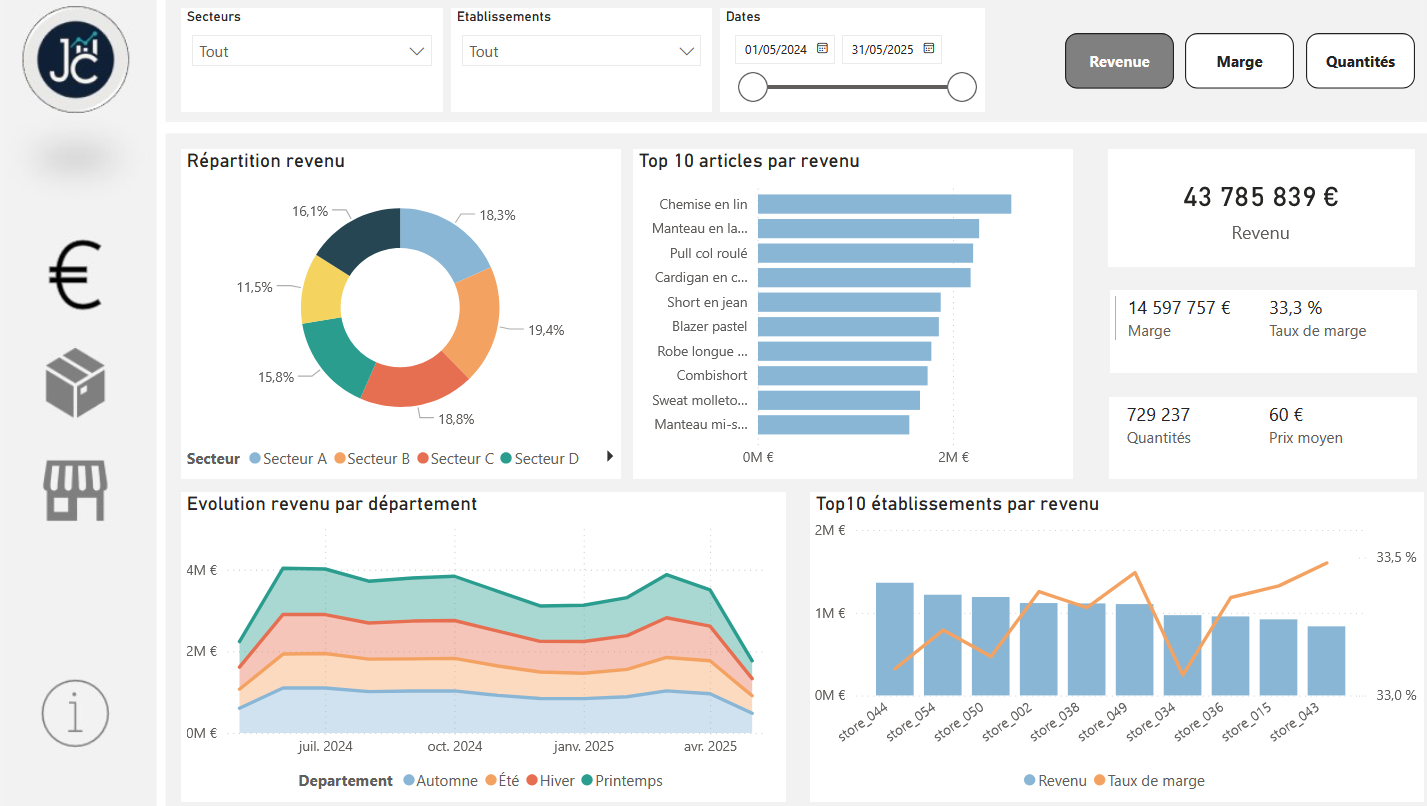 JC
Secteurs
Tout
Etablissements
Tout
Dates
01/05/2024
31/05/2025
Revenue
Marge
Quantités
€
Répartition revenu
16,1%
18,3%
11,5%
19,4%
15,8%
18,8%
Secteur Secteur A Secteur B Secteur C Secteur D
Top 10 articles par revenu
Chemise en lin
Manteau en la...
Pull col roulé
Cardigan en c...
Short en jean
Blazer pastel
Robe longue ...
Combishort
Sweat molleto...
Manteau mi-s...
0M € 2M €
43 785 839 €
Revenu
14 597 757 € 33,3 %
Marge Taux de marge
729 237 60 €
Quantités Prix moyen
Evolution revenu par département
4M €
2M €
0M €
juil. 2024 oct. 2024 janv. 2025 avr. 2025
Departement Automne Été Hiver Printemps
Top10 établissements par revenu
2M €
33,5 %
1M €
0M € 33,0 %
store_044 store_054 store_050 store_002 store_038 store_049 store_034 store_036 store_015 store_043
Revenu Taux de marge
i